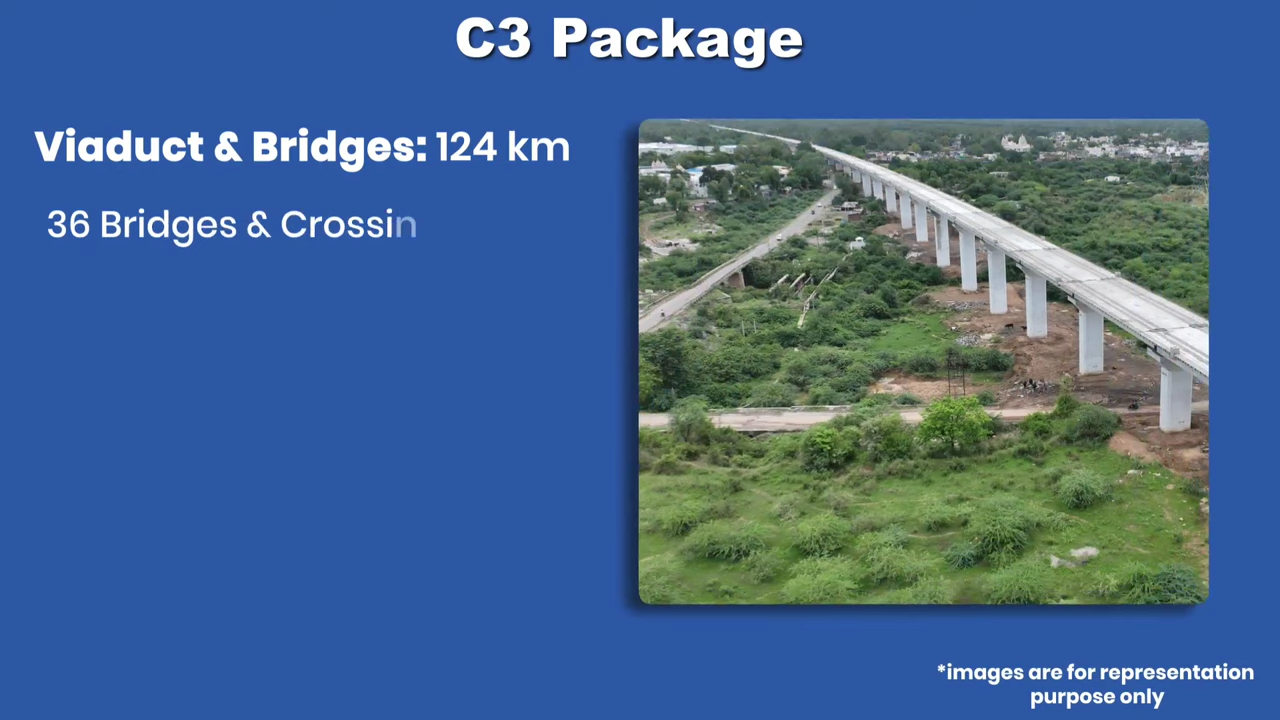 C3 Package
Viaduct & Bridges: 124 km
36 Bridges & Crossin
*images are for representation
purpose only